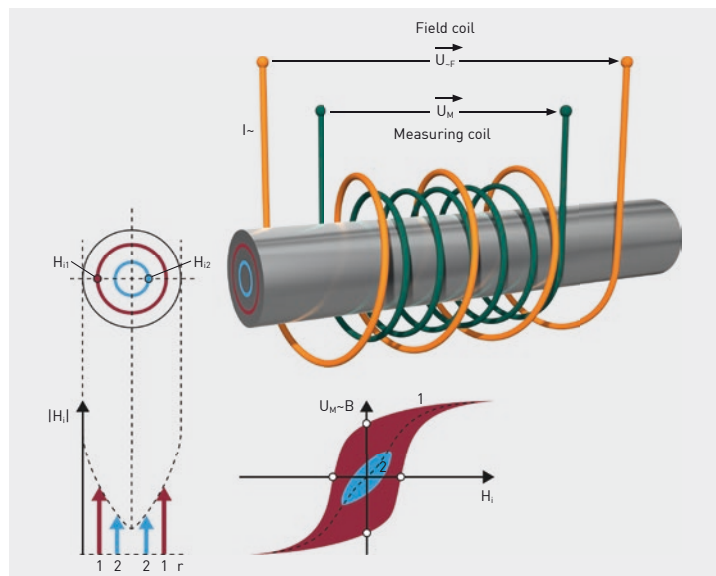 Field coil
U~F
I~
UM
Measuring coil
Hi1
Hi2
|Hi|
UM~B
1
2
Hi
1 2 2 1 r